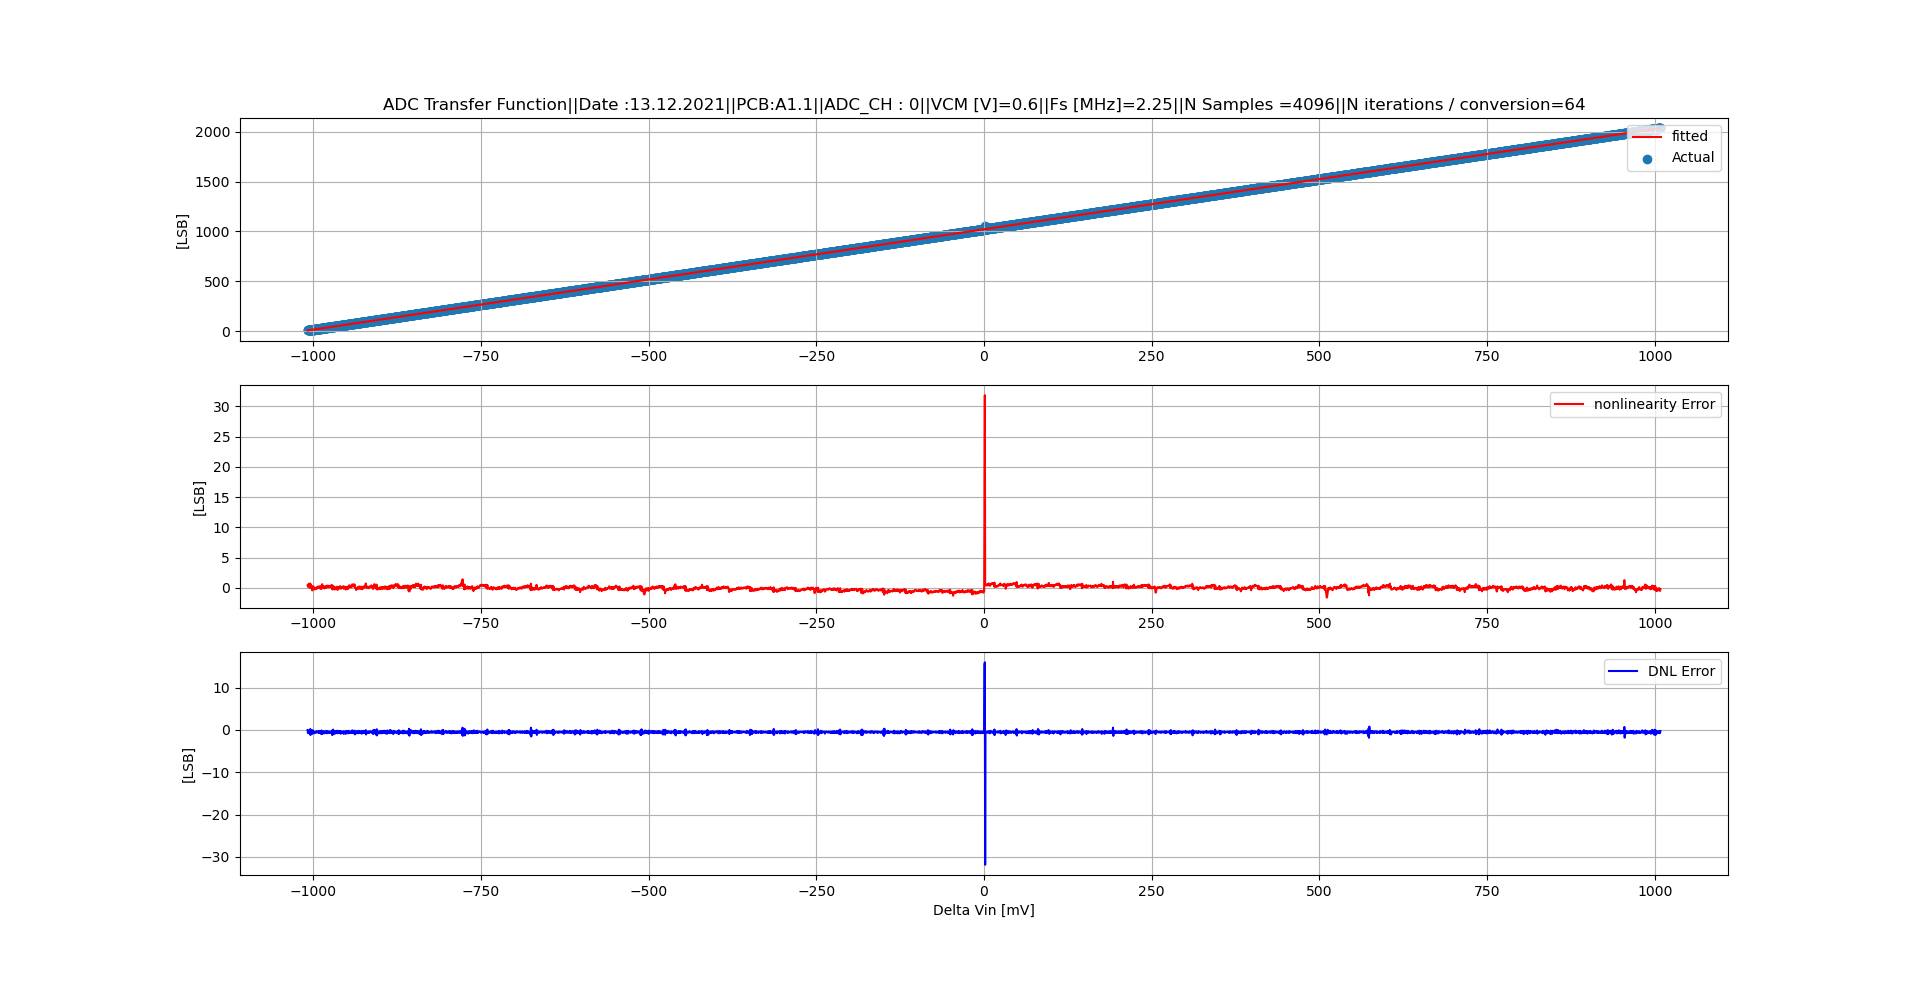 ADC Transfer Function||Date :13.12.2021||PCB:A1.1||ADC_CH : 0||VCM [V]=0.6||Fs [MHz]=2.25||N Samples =4096||N iterations / conversion=64
2000
1500
1000
500
0
[LSB]
fitted
Actual
−1000 −750 −500 −250 0 250 500 750 1000
30
25
20
15
10
5
0
[LSB]
nonlinearity Error
−1000 −750 −500 −250 0 250 500 750 1000
10
0
−10
−20
−30
[LSB]
DNL Error
−1000 −750 −500 −250 0 250 500 750 1000
Delta Vin [mV]